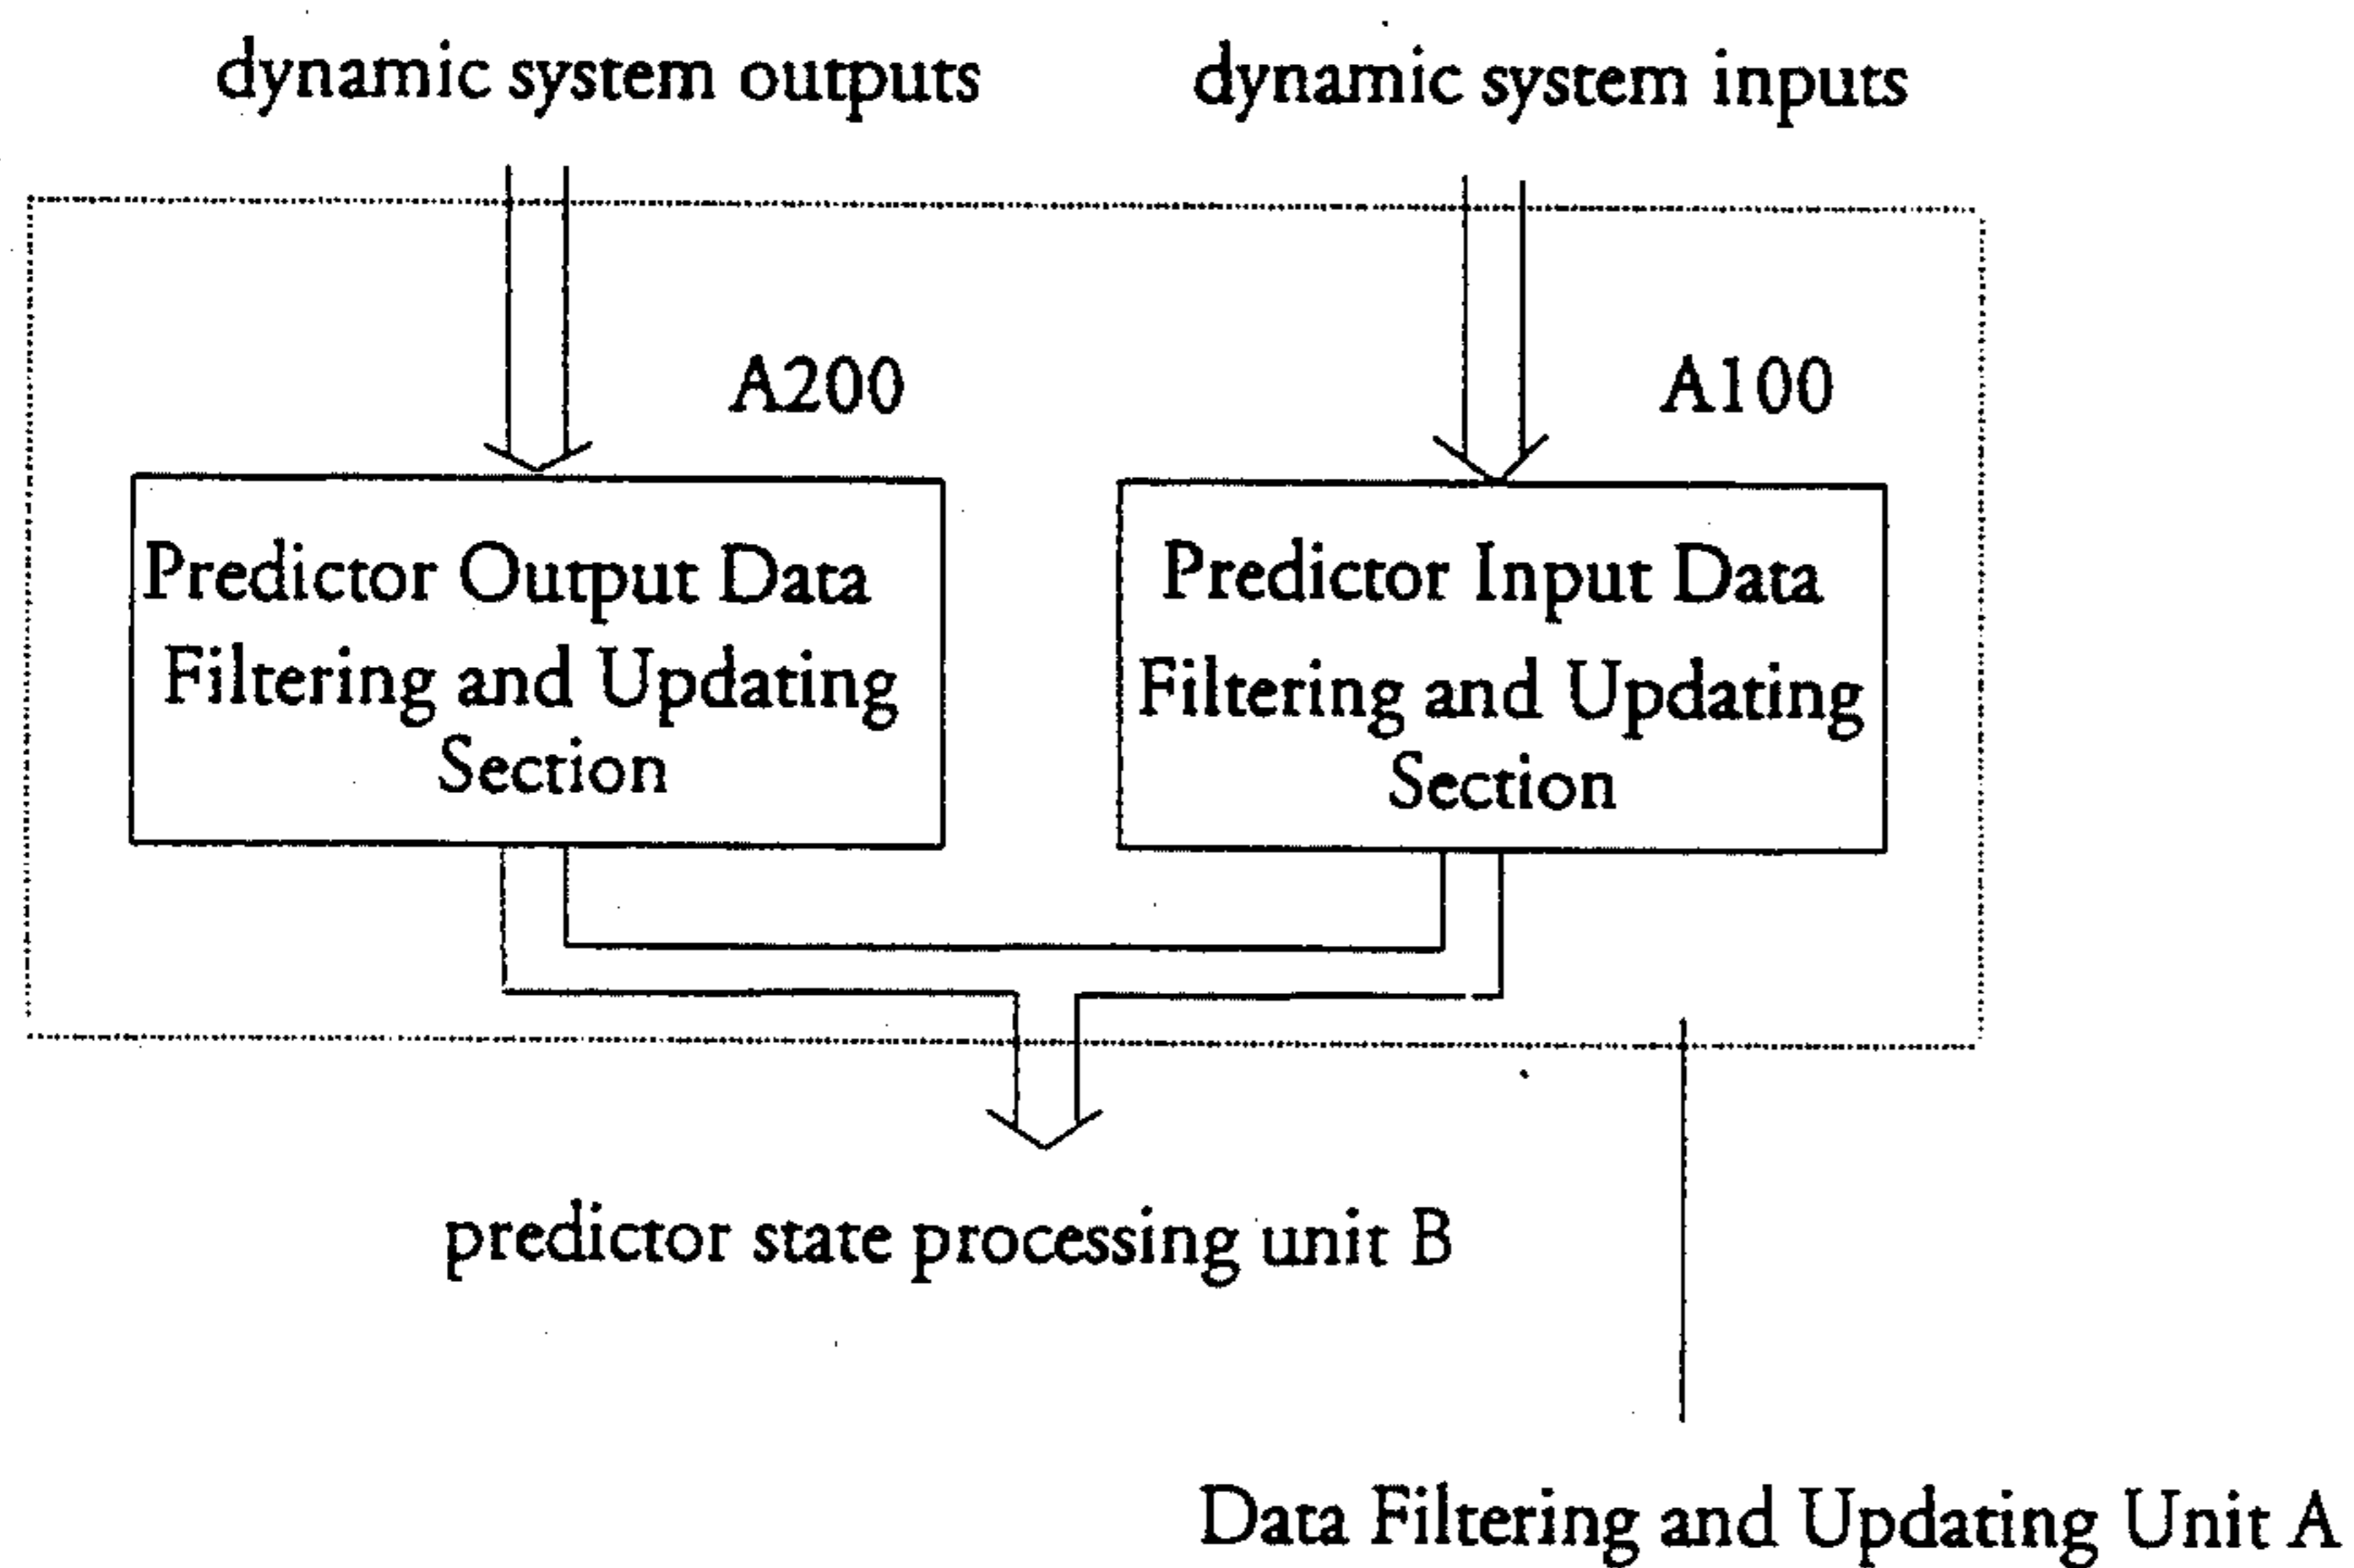 dynamic system outputs
dynamic system inputs
A200
A100
Predictor Output Data
Filtering and Updating
Section
Predictor Input Data
Filtering and Updating
Section
predictor state processing unit B
Data Filtering and Updating Unit A